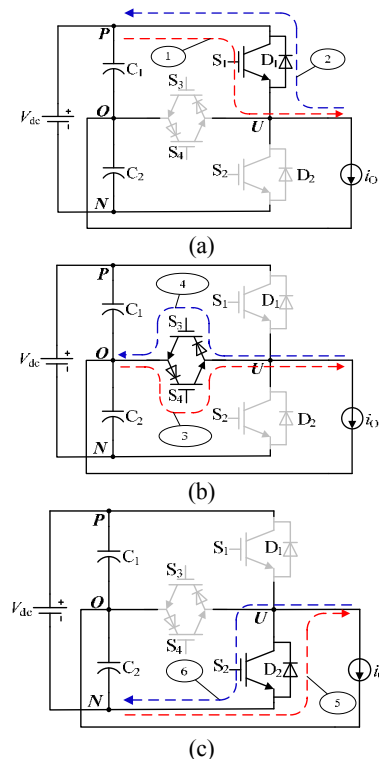 P
1
2
C1
S3
S1
D1
Vdc
O
U
S4
C2
S2
D2
N
iO
(a)
P
4
C1
S3
S1
D1
Vdc
O
U
S4
C2
S2
D2
N
3
iO
(b)
P
C1
S3
S1
D1
Vdc
O
U
S4
C2
S2
D2
N
6
5
(c)